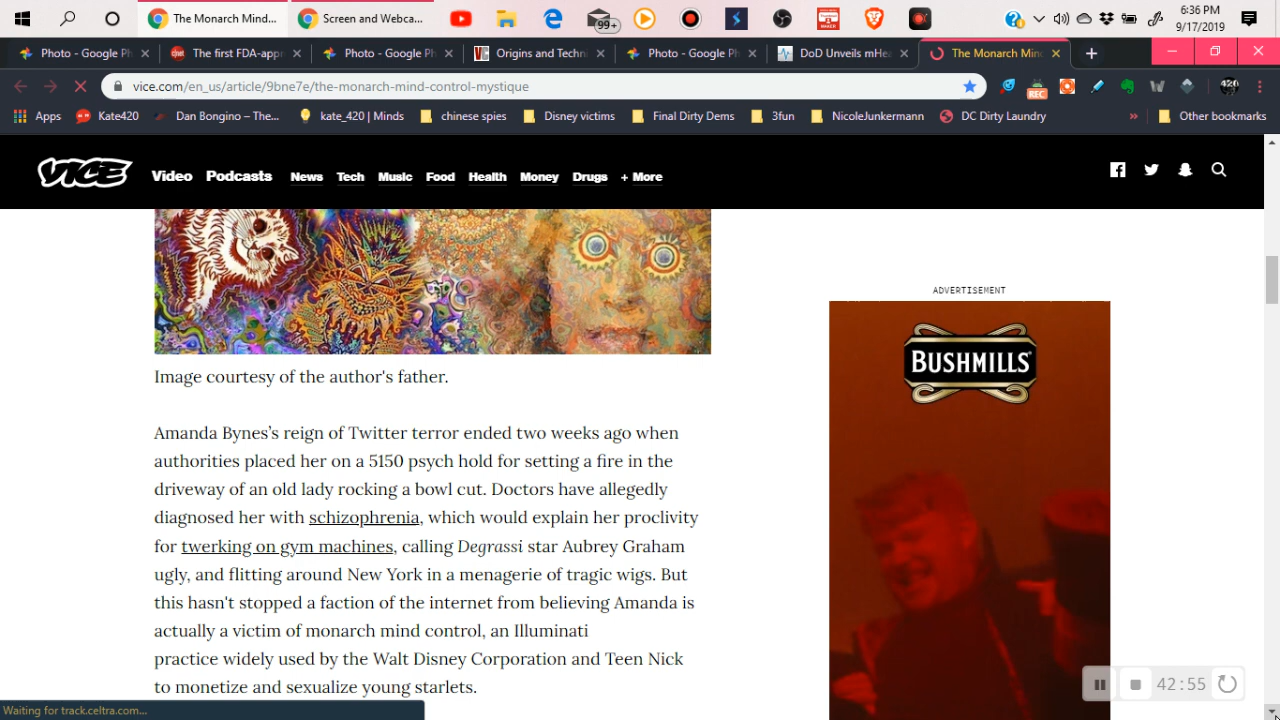 The Monarch Mind...
Screen and Webca...
99+
6:36 PM
9/17/2019
Photo - Google Ph
The first FDA-appr
Photo - Google Ph
Origins and Techn
Photo - Google Ph
DoD Unveils mHea
The Monarch Min
vice.com/en_us/article/9bne7e/the-monarch-mind-control-mystique
REC
420
Apps
Kate420
Dan Bongino – The...
kate_420 | Minds
chinese spies
Disney victims
Final Dirty Dems
3fun
NicoleJunkermann
DC Dirty Laundry
»
Other bookmarks
VICE
Video
Podcasts
News
Tech
Music
Food
Health
Money
Drugs
+ More
ADVERTISEMENT
BUSHMILLS
Image courtesy of the author's father.
Amanda Bynes’s reign of Twitter terror ended two weeks ago when
authorities placed her on a 5150 psych hold for setting a fire in the
driveway of an old lady rocking a bowl cut. Doctors have allegedly
diagnosed her with schizophrenia, which would explain her proclivity
for twerking on gym machines, calling Degrassi star Aubrey Graham
ugly, and flitting around New York in a menagerie of tragic wigs. But
this hasn't stopped a faction of the internet from believing Amanda is
actually a victim of monarch mind control, an Illuminati
practice widely used by the Walt Disney Corporation and Teen Nick
to monetize and sexualize young starlets.
42:55
Waiting for track.celtra.com...